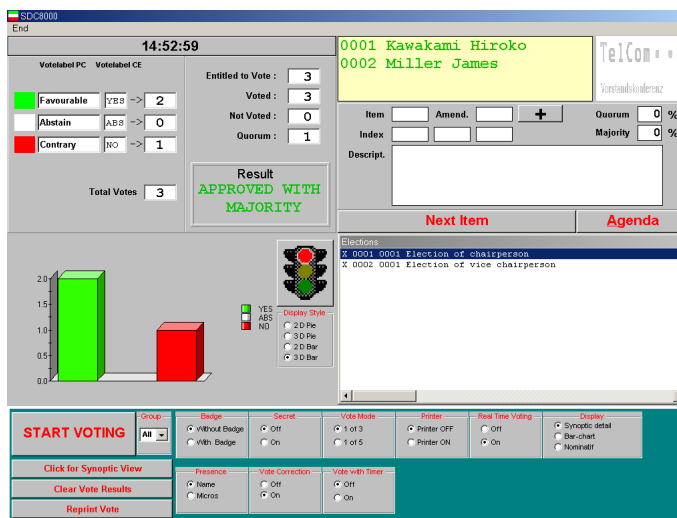 SDC8000
End
14:52:59
Votelabel PC Votelabel CE
Favourable YES -> 2
Abstain ABS -> 0
Contrary NO -> 1
Total Votes 3
Entitled to Vote : 3
Voted : 3
Not Voted : 0
Quorum : 1
Result
APPROVED WITH
MAJORITY
0001 Kawakami Hiroko
0002 Miller James
TelCom
Vorstandskonferenz
Item Amend. +
Index
Descript.
Quorum 0 %
Majority 0 %
Next Item
Agenda
2.0
1.5
1.0
0.5
0.0
YES
ABS
NO
Display Style
2 D Pie
3 D Pie
2 D Bar
3 D Bar
Elections
X 0001 0001 Election of chairperson
X 0002 0001 Election of vice chairperson
START VOTING
Group
All
Click for Synoptic View
Clear Vote Results
Reprint Vote
Badge
Without Badge
With Badge
Secret
Off
On
Vote Mode
1 of 3
1 of 5
Printer
Printer OFF
Printer ON
Real Time Voting
Off
On
Display
Synoptic detail
Bar-chart
Nominatif
Presence
Name
Micros
Vote Correction
Off
On
Vote with Timer
Off
On